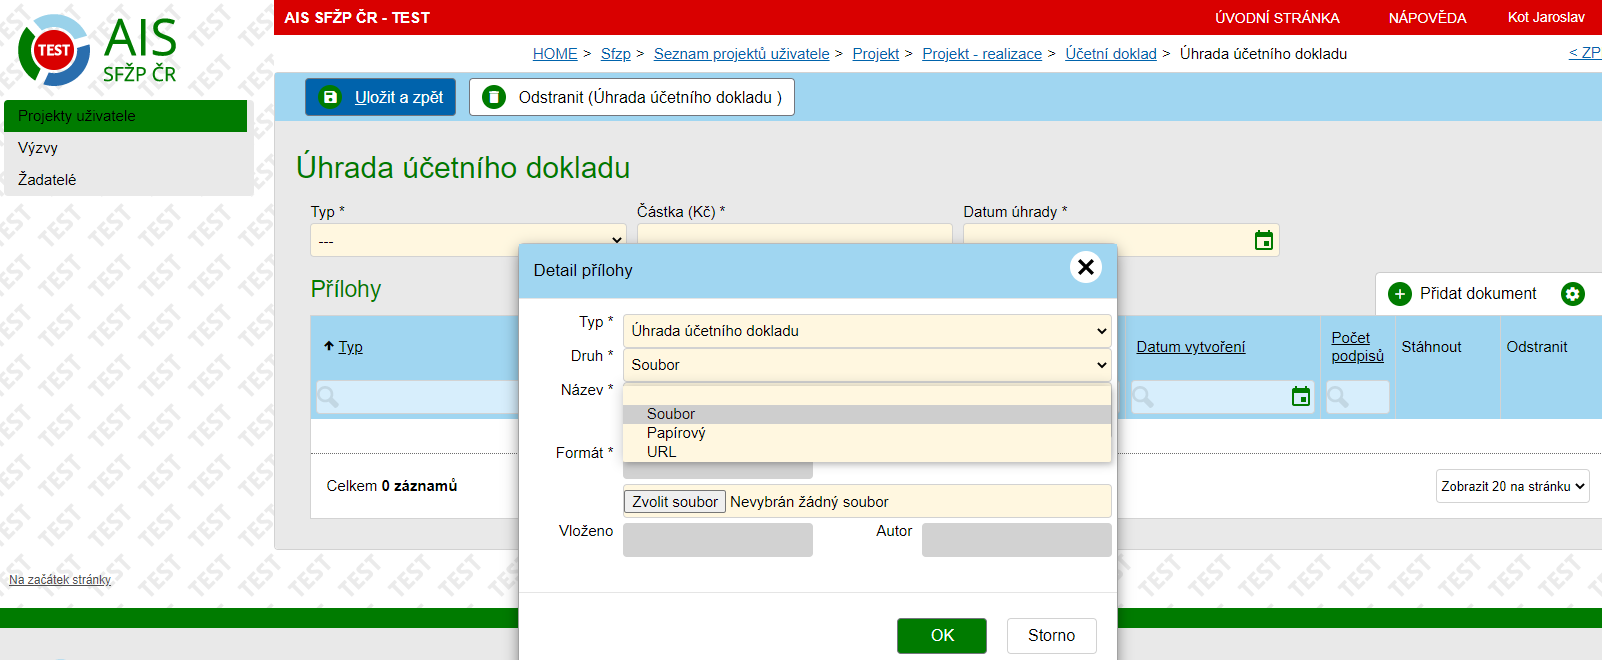 AIS SFŽP ČR - TEST
ÚVODNÍ STRÁNKA
NÁPOVĚDA
Kot Jaroslav
TEST
AIS
SFŽP ČR
HOME > Sfzp > Seznam projektů uživatele > Projekt > Projekt - realizace > Účetní doklad > Úhrada účetního dokladu
< ZP
Uložit a zpět
Odstranit (Úhrada účetního dokladu )
Projekty uživatele
Výzvy
Žadatelé
Úhrada účetního dokladu
Typ *
Částka (Kč) *
Datum úhrady *
---
Přílohy
Přidat dokument
Typ
Datum vytvoření
Počet podpisů
Stáhnout
Odstranit
Celkem 0 záznamů
Zobrazit 20 na stránku
Detail přílohy
Typ *
Úhrada účetního dokladu
Druh *
Soubor
Název *
Soubor
Papírový
URL
Formát *
Zvolit soubor Nevybrán žádný soubor
Vloženo
Autor
OK
Storno
Na začátek stránky